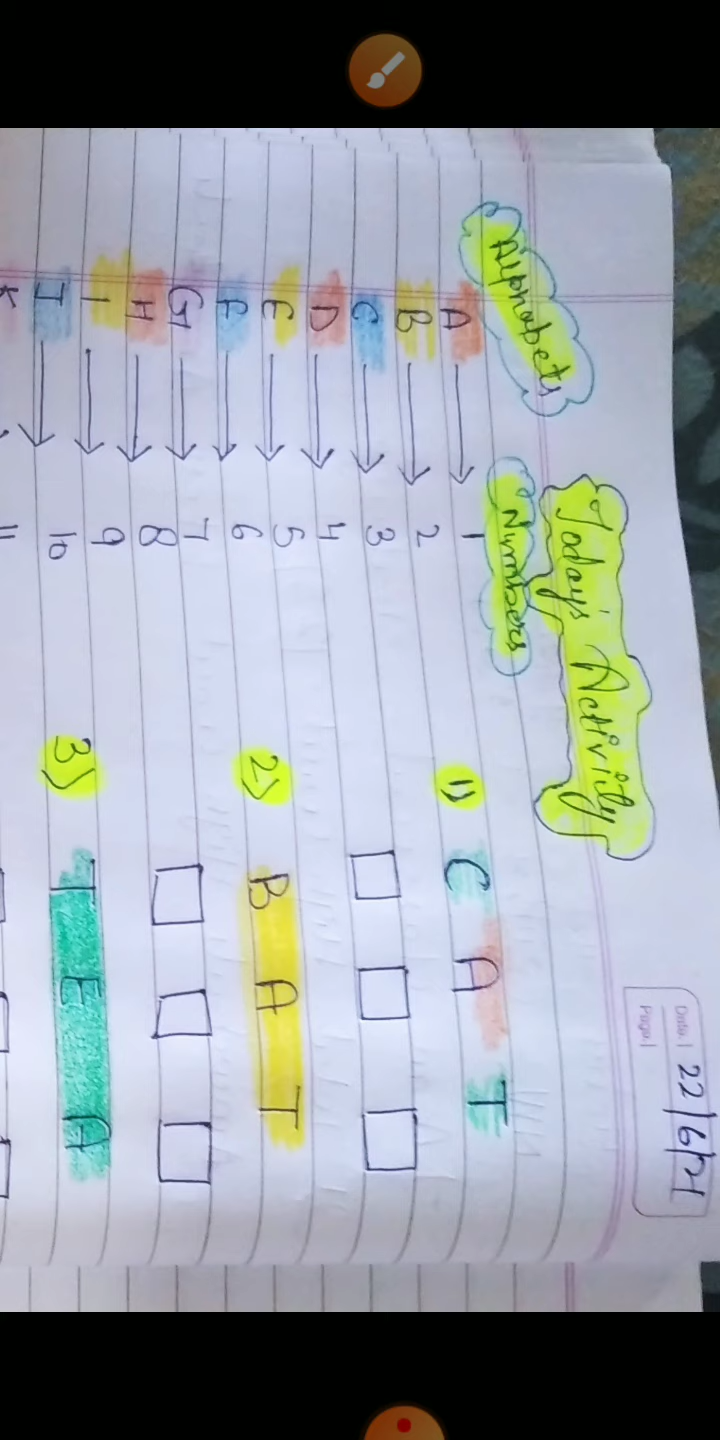 Date: 22/6/21
Page:
Today's Activity
Alphabets Numbers
A → 1 1) C A T
B → 2
C → 3
D → 4
E → 5 2) B A T
F → 6
G → 7
H → 8
I → 9 3) T E A
J → 10
K 11